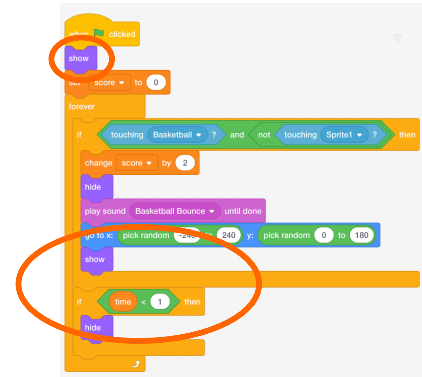 when clicked
show
set score to 0
forever
if touching Basketball ? and not touching Sprite1 ? then
change score by 2
hide
play sound Basketball Bounce until done
go to x: pick random -240 to 240 y: pick random 0 to 180
show
if time < 1 then
hide